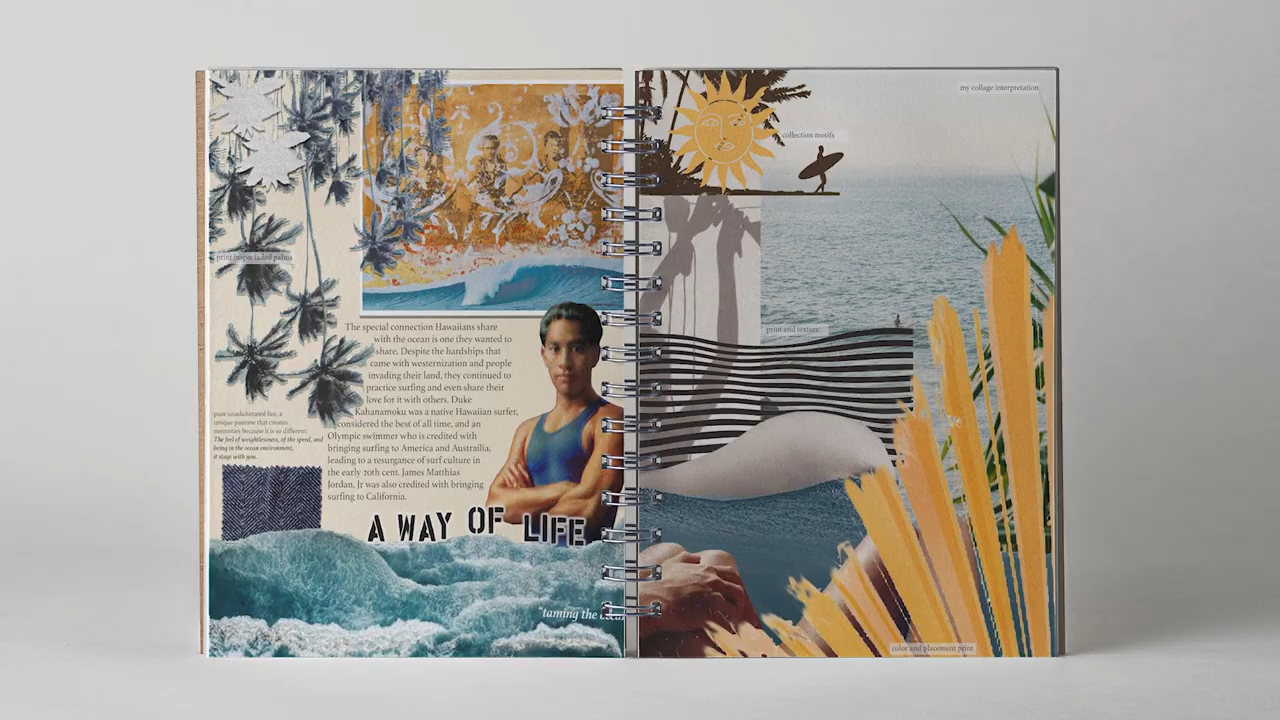 print inspo: faded palms
pure unadulterated fun, a
unique pastime that creates
memories because it is so different.
The feel of weightlessness, of the speed, and
being in the ocean environment,
it stays with you.
The special connection Hawaiians share
with the ocean is one they wanted to
share. Despite the hardships that
came with westernization and people
invading their land, they continued to
practice surfing and even share their
love for it with others. Duke
Kahanamoku was a native Hawaiian surfer,
considered the best of all time, and an
Olympic swimmer who is credited with
bringing surfing to America and Austrailia,
leading to a resurgance of surf culture in
the early 20th cent. James Matthias
Jordan, Jr was also credited with bringing
surfing to California.
A WAY OF LIFE
"taming the ocean
my collage interpretation
collection motifs
print and texture
color and placement print